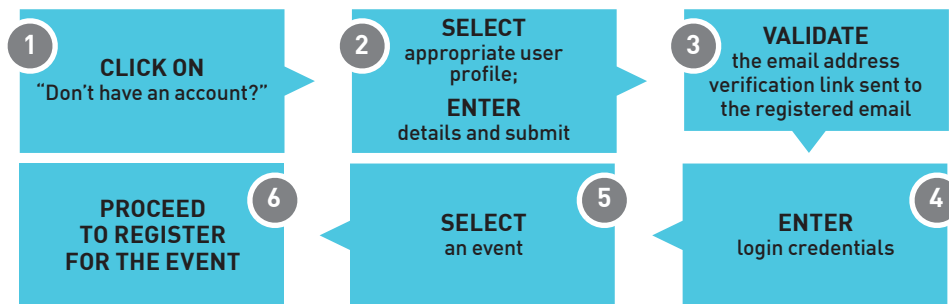 1
CLICK ON
“Don’t have an account?”
2
SELECT
appropriate user
profile;
ENTER
details and submit
3
VALIDATE
the email address
verification link sent to
the registered email
4
ENTER
login credentials
5
SELECT
an event
6
PROCEED
TO REGISTER
FOR THE EVENT